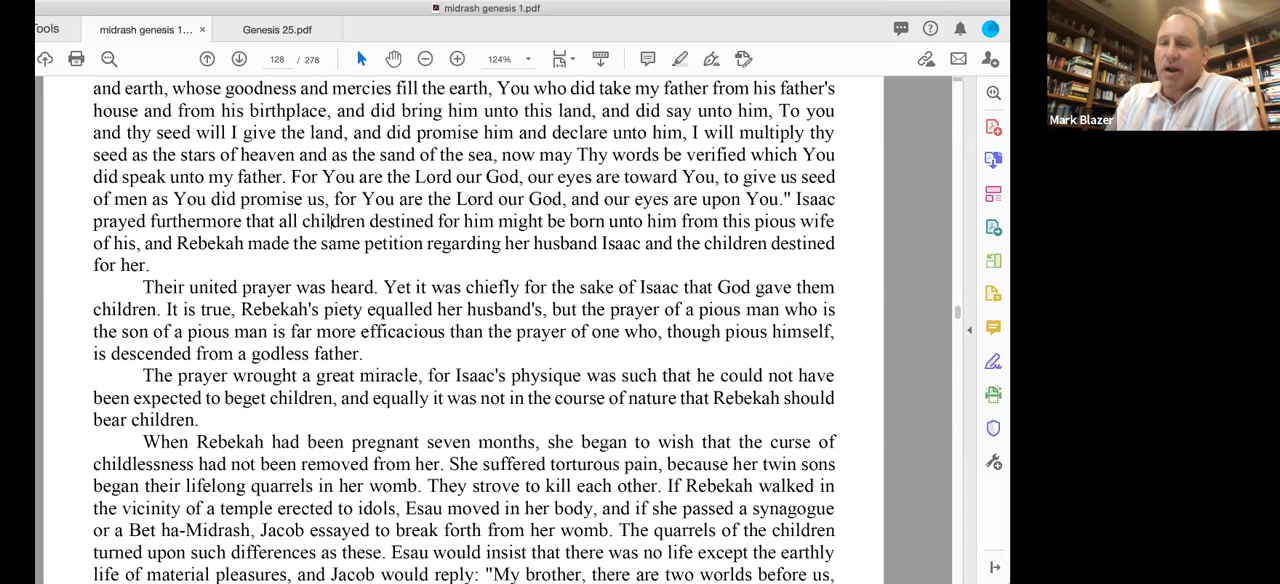 midrash genesis 1.pdf
Tools
midrash genesis 1... ×
Genesis 25.pdf
128 / 278
124%
and earth, whose goodness and mercies fill the earth, You who did take my father from his father's
house and from his birthplace, and did bling him unto this land, and did say unto him, To you
and thy seed will I give the land, and did promise him and declare unto him, I will multiply thy
seed as the stars of heaven and as the sand of the sea, now may Thy words be verified which You
did speak unto my father. For You are the Lord our God, our eyes are toward You, to give us seed
of men as You did promise us, for You are the Lord our God, and our eyes are upon You." Isaac
prayed furthermore that all children destined for him might be born unto him from this pious wife
of his, and Rebekah made the same petition regarding her husband Isaac and the children destined
for her.
Their united prayer was heard. Yet it was chiefly for the sake of Isaac that God gave them
children. It is true, Rebekah's piety equalled her husband's, but the prayer of a pious man who is
the son of a pious man is far more efficacious than the prayer of one who, though pious himself,
is descended from a godless father.
The prayer wrought a great miracle, for Isaac's physique was such that he could not have
been expected to beget children, and equally it was not in the course of nature that Rebekah should
bear children.
When Rebekah had been pregnant seven months, she began to wish that the curse of
childlessness had not been removed from her. She suffered torturous pain, because her twin sons
began their lifelong quarrels in her womb. They strove to kill each other. If Rebekah walked in
the vicinity of a temple erected to idols, Esau moved in her body, and if she passed a synagogue
or a Bet ha-Midrash, Jacob essayed to break forth from her womb. The quarrels of the children
turned upon such differences as these. Esau would insist that there was no life except the earthly
life of material pleasures, and Jacob would reply: "My brother, there are two worlds before us,
Mark Blazer